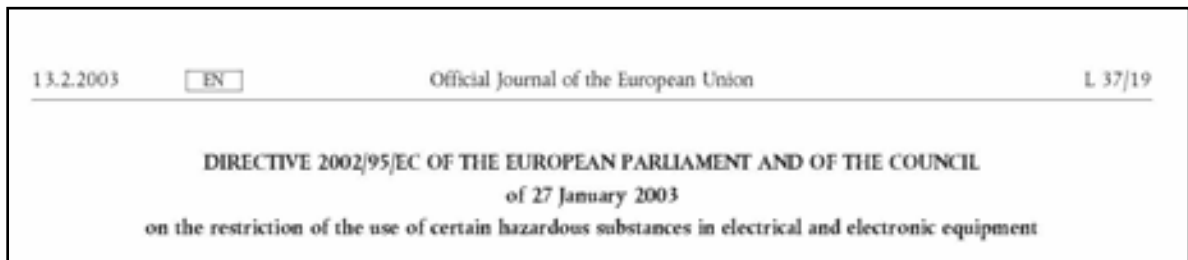 13.2.2003 EN Official Journal of the European Union L 37/19
DIRECTIVE 2002/95/EC OF THE EUROPEAN PARLIAMENT AND OF THE COUNCIL
of 27 January 2003
on the restriction of the use of certain hazardous substances in electrical and electronic equipment